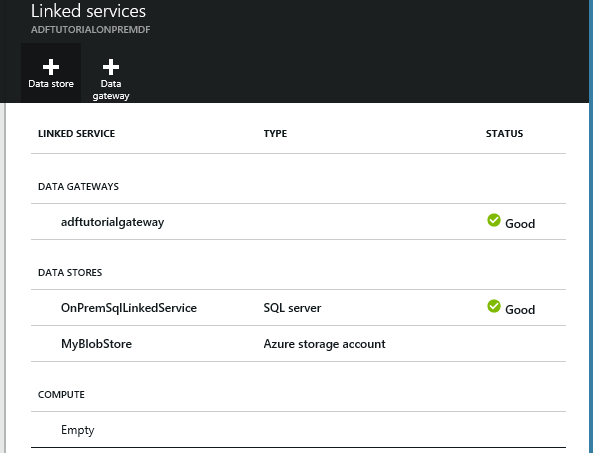 Linked services
ADFTUTORIALONPREMDF
Data store
Data gateway
LINKED SERVICE TYPE STATUS
DATA GATEWAYS
adftutorialgateway Good
DATA STORES
OnPremSqlLinkedService SQL server Good
MyBlobStore Azure storage account
COMPUTE
Empty